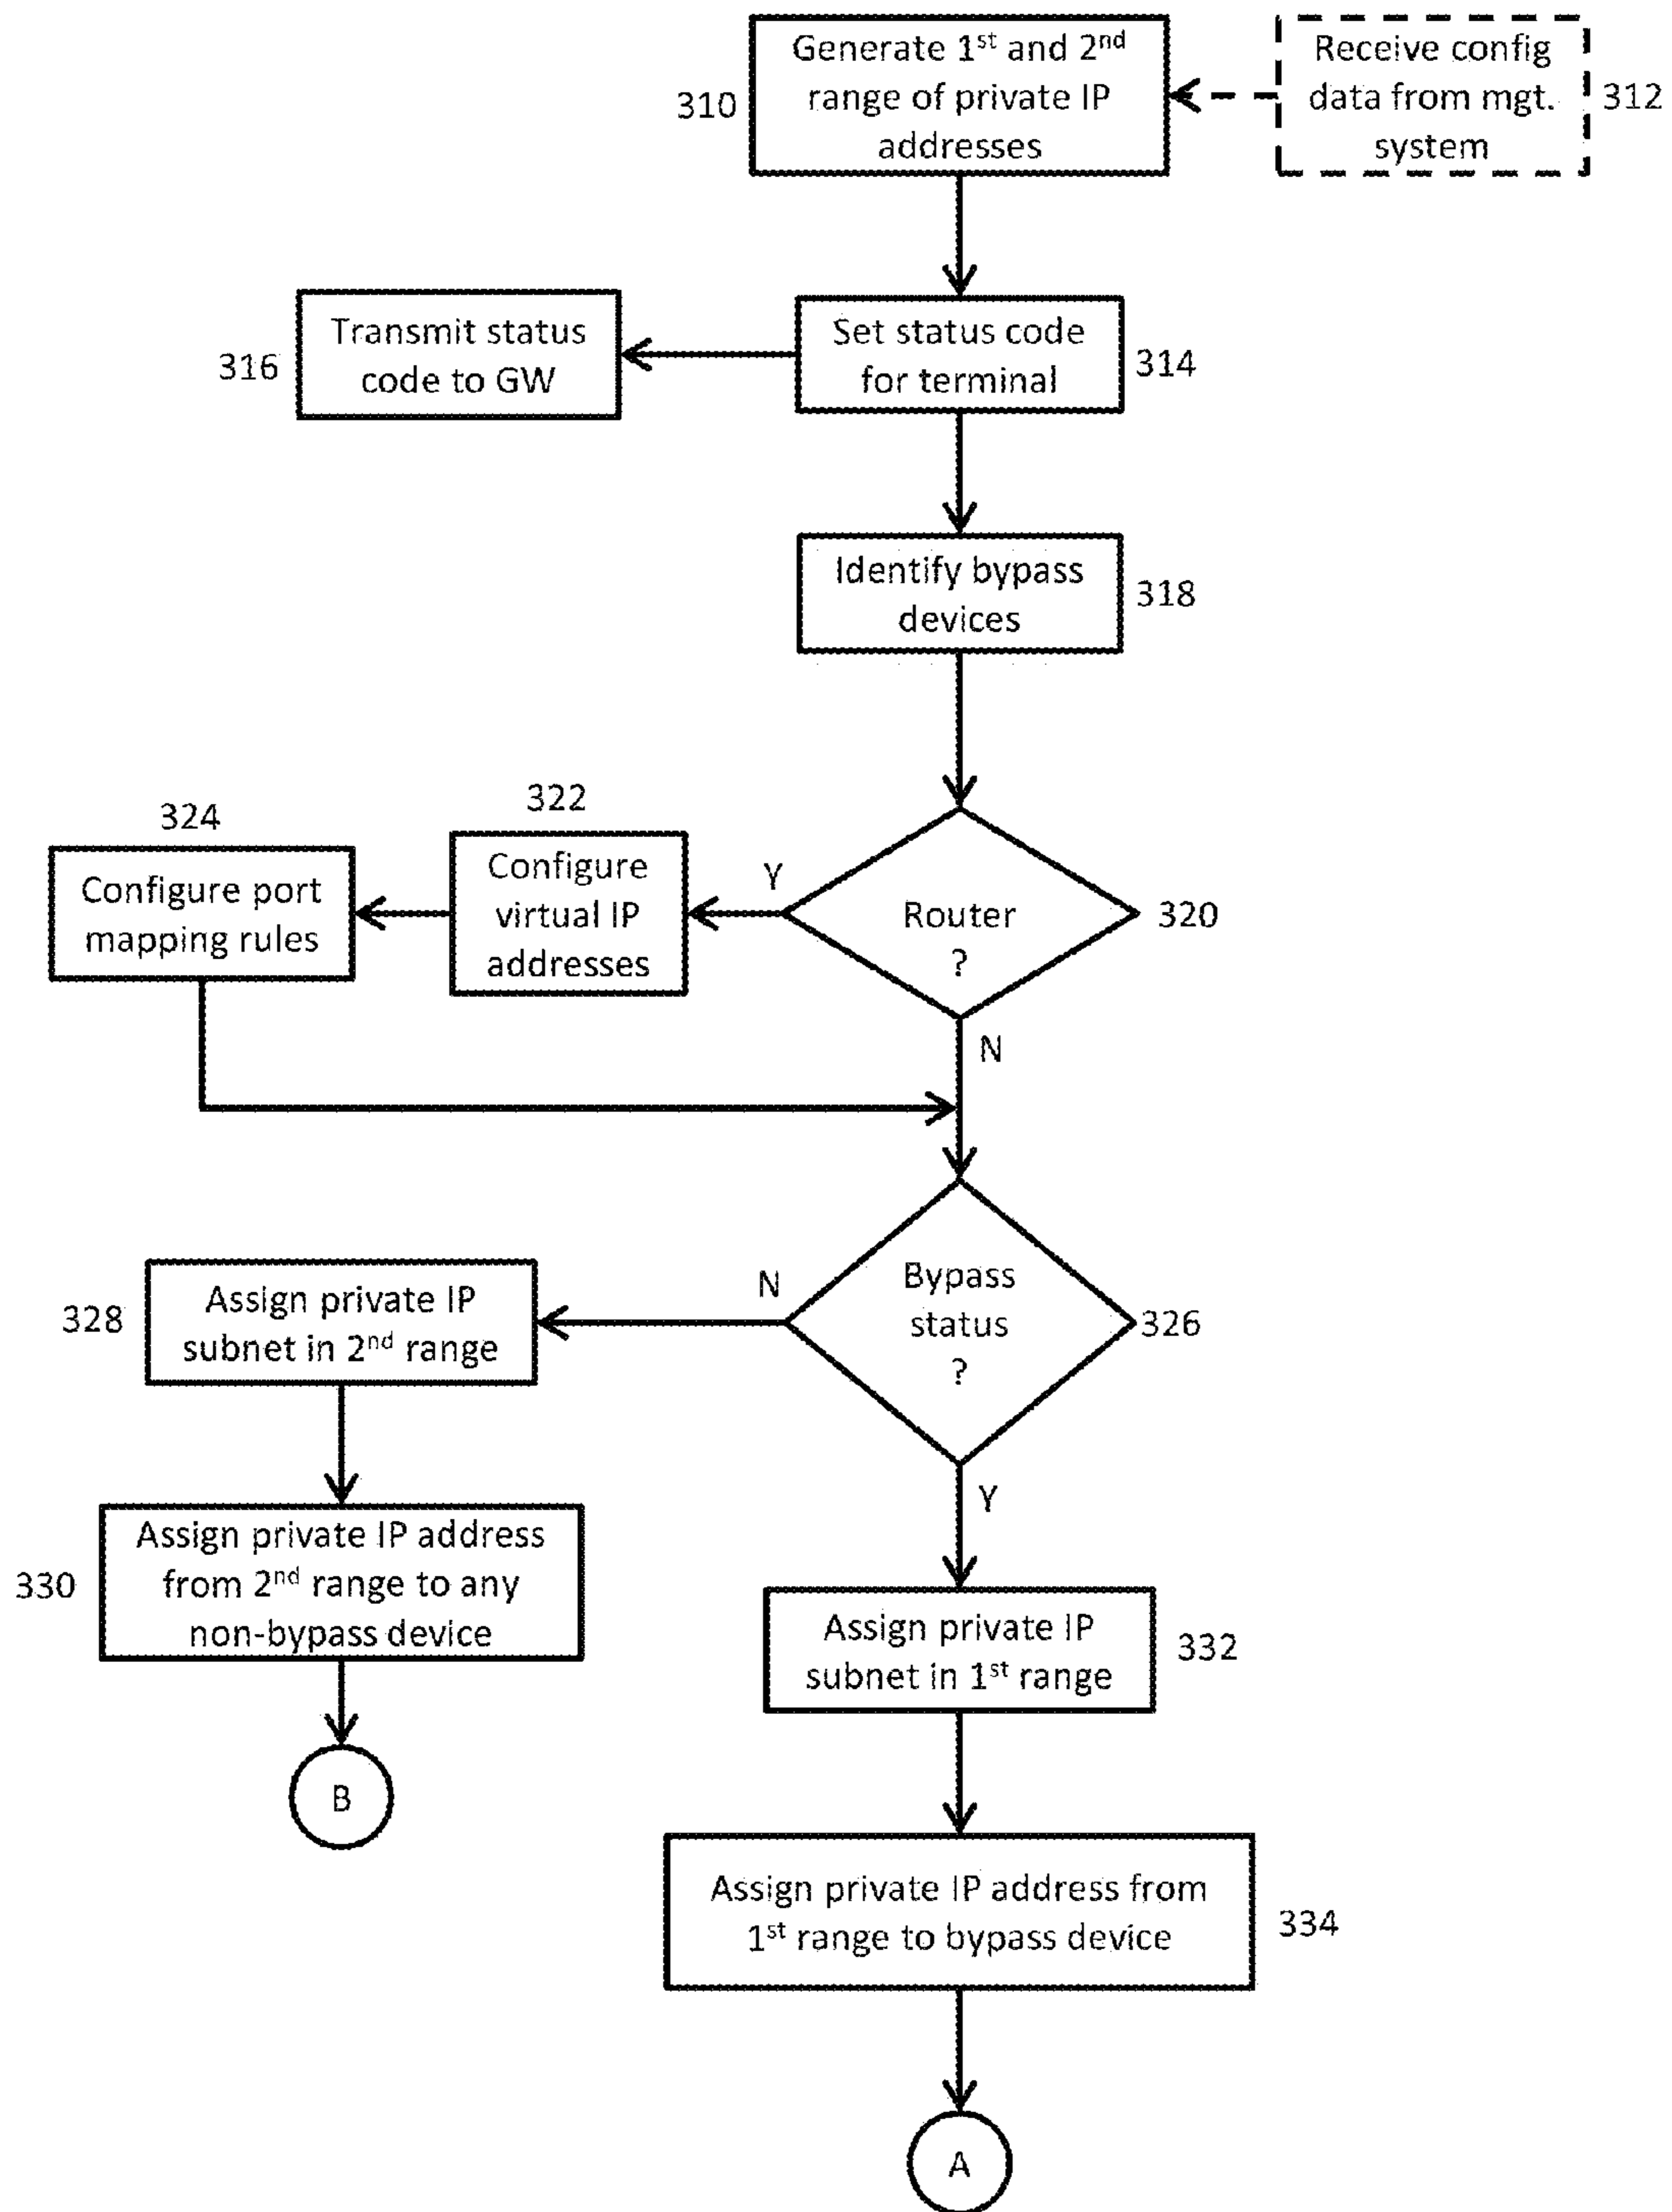 Generate 1st and 2nd
range of private IP
addresses
310
Receive config
data from mgt.
system
312
Transmit status
code to GW
316
Set status code
for terminal
314
Identify bypass
devices
318
324
Configure port
mapping rules
322
Configure
virtual IP
addresses
Y
Router
?
320
N
328
Assign private IP
subnet in 2nd range
N
Bypass
status
?
326
Y
330
Assign private IP address
from 2nd range to any
non-bypass device
Assign private IP
subnet in 1st range
332
B
Assign private IP address from
1st range to bypass device
334
A